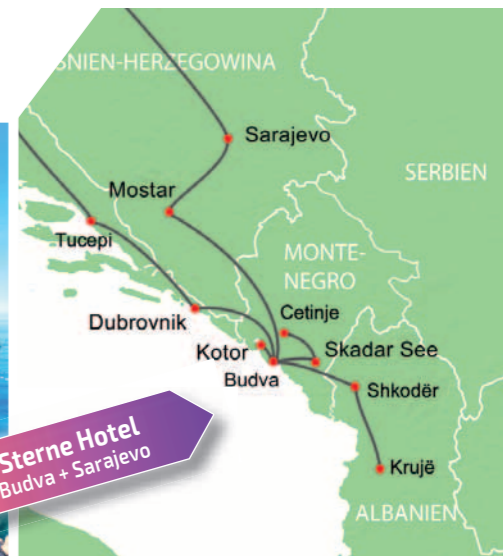 SNIEN-HERZEGOWINA
Sarajevo
SERBIEN
Mostar
Tucepi
MONTE-
NEGRO
Cetinje
Dubrovnik
Kotor
Skadar See
Budva
Shkodër
Sterne Hotel
Budva + Sarajevo
Krujë
ALBANIEN